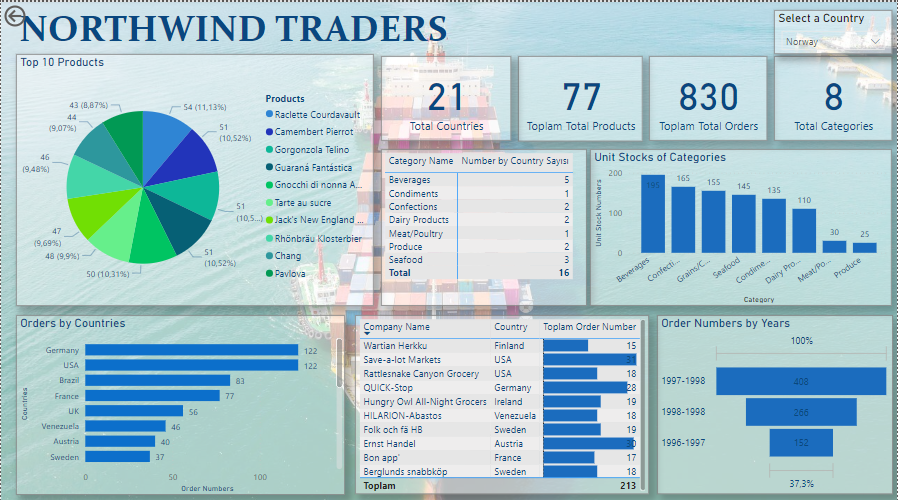 NORTHWIND TRADERS
Select a Country
Norway
Top 10 Products
43 (8,87%)
54 (11,13%)
44
(9,07%)
51
(10,52%)
46
(9,48%)
51
(10,5...)
47
(9,69%)
51
(10,52%)
48 (9,9%)
50 (10,31%)
Products
Raclette Courdavault
Camembert Pierrot
Gorgonzola Telino
Guaraná Fantástica
Gnocchi di nonna A...
Tarte au sucre
Jack's New England ...
Rhönbräu Klosterbier
Chang
Pavlova
21
Total Countries
77
Toplam Total Products
830
Toplam Total Orders
8
Total Categories
Category Name Number by Country Sayısı
Beverages 5
Condiments 1
Confections 2
Dairy Products 2
Meat/Poultry 1
Produce 2
Seafood 3
Total 16
Unit Stocks of Categories
Unit Stock Numbers
200
100
0
195
165
155
145
135
110
30
25
Beverages
Confecti...
Grains/C...
Seafood
Condime...
Dairy Pro...
Meat/Po...
Produce
Category
Orders by Countries
Countries
Germany 122
USA 122
Brazil 83
France 77
UK 56
Venezuela 46
Austria 40
Sweden 37
0 50 100
Order Numbers
Company Name Country Toplam Order Number
Wartian Herkku Finland 15
Save-a-lot Markets USA 31
Rattlesnake Canyon Grocery USA 18
QUICK-Stop Germany 28
Hungry Owl All-Night Grocers Ireland 19
HILARION-Abastos Venezuela 18
Folk och fä HB Sweden 19
Ernst Handel Austria 30
Bon app' France 17
Berglunds snabbköp Sweden 18
Toplam 213
Order Numbers by Years
100%
1997-1998 408
1998-1998 266
1996-1997 152
37,3%